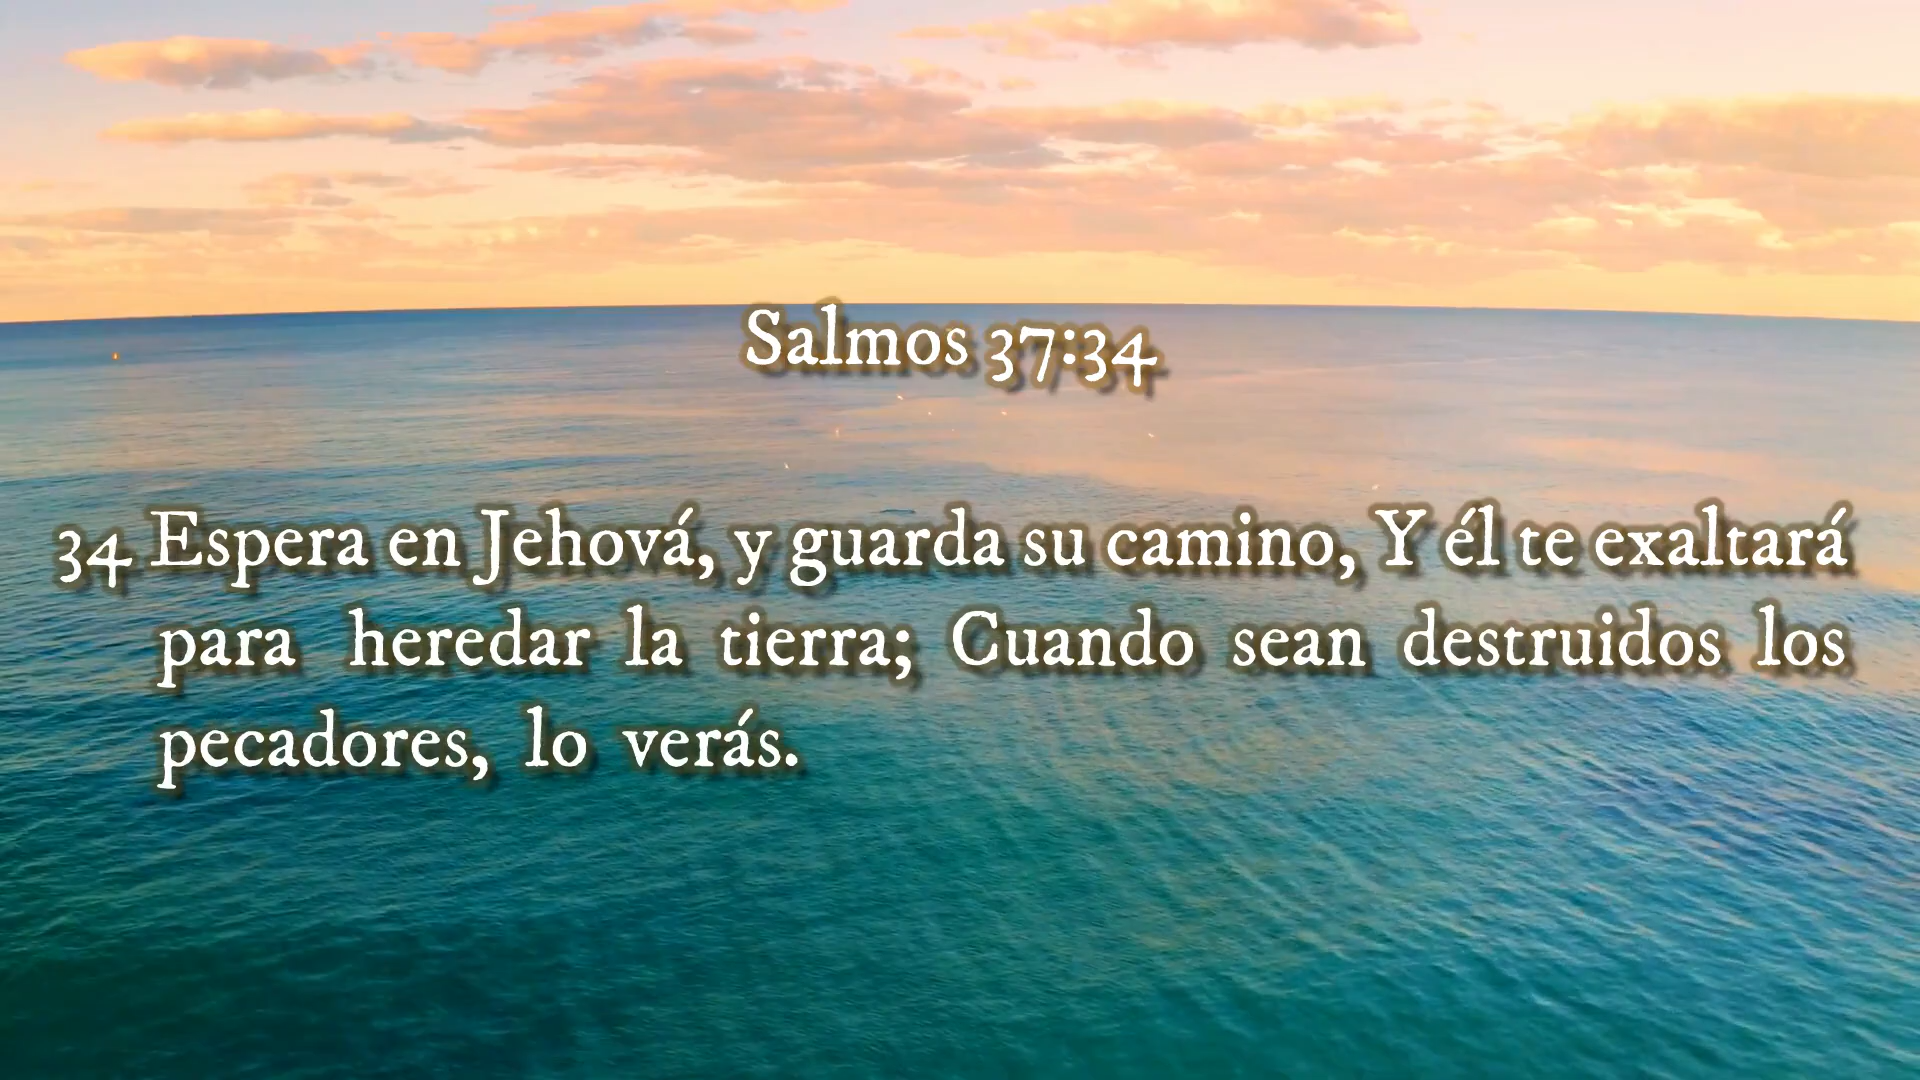 Salmos 37:34
34 Espera en Jehová, y guarda su camino, Y él te exaltará
para heredar la tierra; Cuando sean destruidos los
pecadores, lo verás.